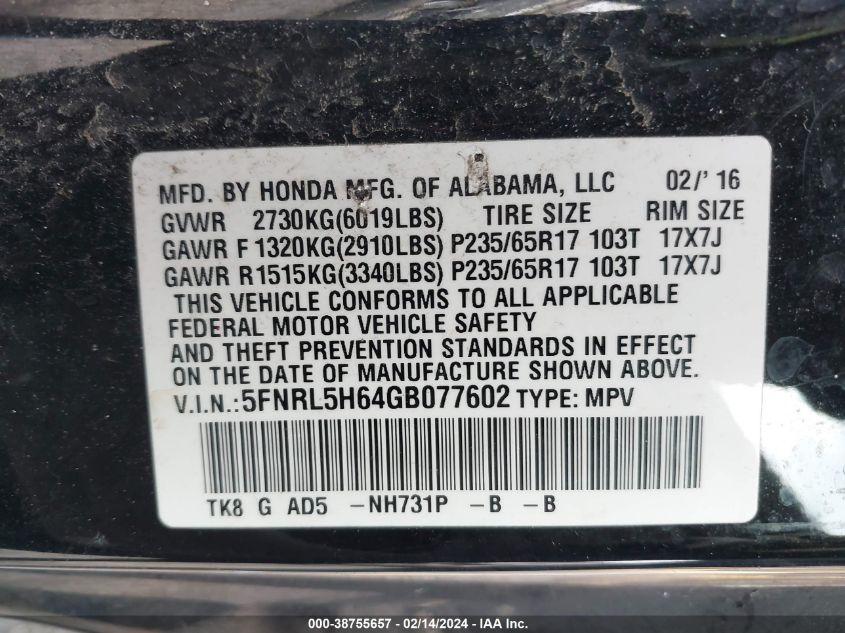 MFD. BY HONDA MFG. OF ALABAMA, LLC 02/' 16
GVWR 2730KG(6019LBS) TIRE SIZE RIM SIZE
GAWR F 1320KG(2910LBS) P235/65R17 103T 17X7J
GAWR R1515KG(3340LBS) P235/65R17 103T 17X7J
THIS VEHICLE CONFORMS TO ALL APPLICABLE
FEDERAL MOTOR VEHICLE SAFETY
AND THEFT PREVENTION STANDARDS IN EFFECT
ON THE DATE OF MANUFACTURE SHOWN ABOVE.
V.I.N.:5FNRL5H64GB077602 TYPE: MPV
TK8 G AD5 -NH731P -B -B
000-38755657 - 02/14/2024 - IAAI Inc.